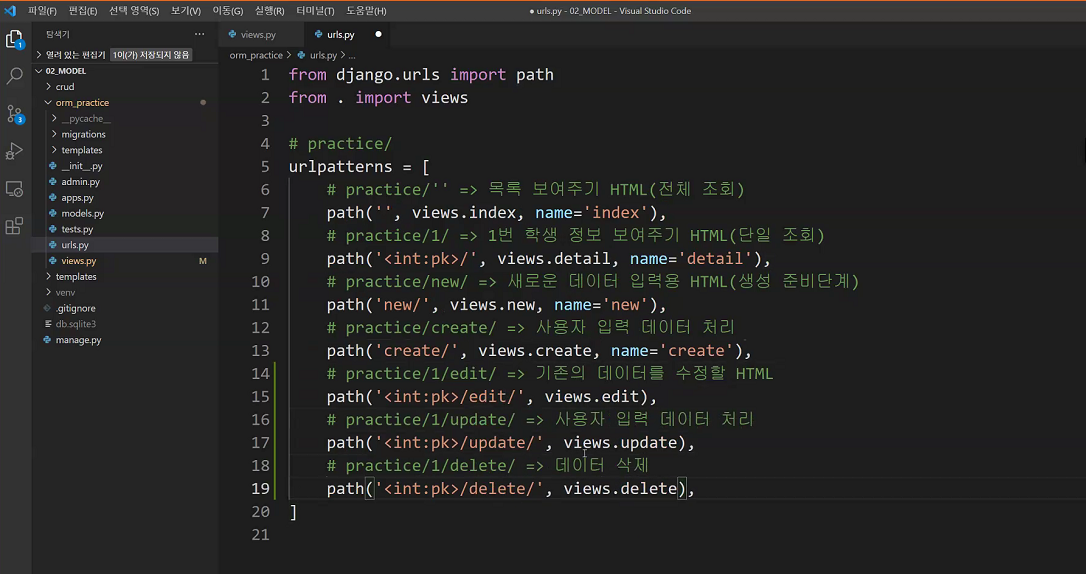 파일(F) 편집(E) 선택 영역(S) 보기(V) 이동(G) 실행(R) 터미널(T) 도움말(H)
● urls.py - 02_MODEL - Visual Studio Code
탐색기 ···
열려 있는 편집기 1이(가) 저장되지 않음
02_MODEL
crud
orm_practice
__pycache__
migrations
templates
__init__.py
admin.py
apps.py
models.py
tests.py
urls.py
views.py M
templates
venv
.gitignore
db.sqlite3
manage.py
1
3
views.py urls.py ●
orm_practice > urls.py > ...
1 from django.urls import path
2 from . import views
3
4 # practice/
5 urlpatterns = [
6 # practice/'' => 목록 보여주기 HTML(전체 조회)
7 path('', views.index, name='index'),
8 # practice/1/ => 1번 학생 정보 보여주기 HTML(단일 조회)
9 path('<int:pk>/', views.detail, name='detail'),
10 # practice/new/ => 새로운 데이터 입력용 HTML(생성 준비단계)
11 path('new/', views.new, name='new'),
12 # practice/create/ => 사용자 입력 데이터 처리
13 path('create/', views.create, name='create'),
14 # practice/1/edit/ => 기존의 데이터를 수정할 HTML
15 path('<int:pk>/edit/', views.edit),
16 # practice/1/update/ => 사용자 입력 데이터 처리
17 path('<int:pk>/update/', views.update),
18 # practice/1/delete/ => 데이터 삭제
19 path('<int:pk>/delete/', views.delete),
20 ]
21